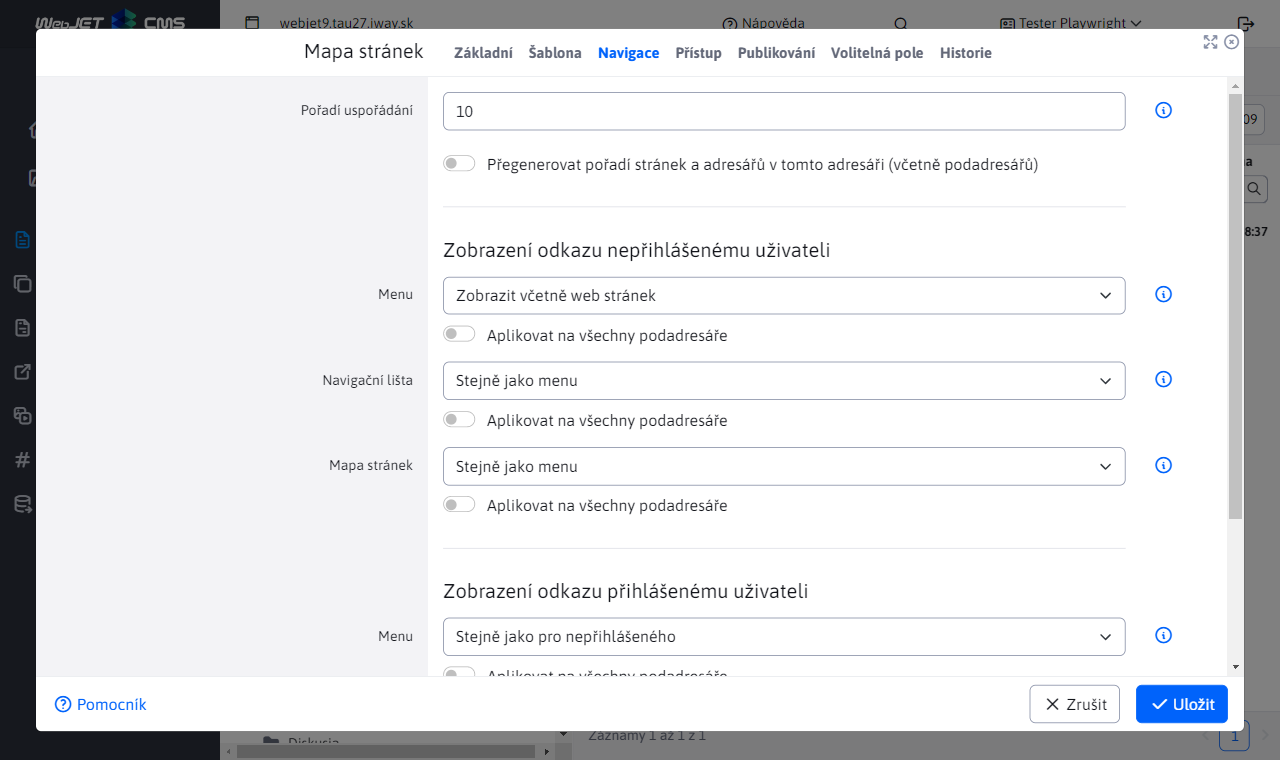 WebJET CMS
webjet9.tau27.iway.sk
Nápověda
Tester Playwright
Mapa stránek
Základní
Šablona
Navigace
Přístup
Publikování
Volitelná pole
Historie
Pořadí uspořádání
10
Přegenerovat pořadí stránek a adresářů v tomto adresáři (včetně podadresářů)
Zobrazení odkazu nepřihlášenému uživateli
Menu
Zobrazit včetně web stránek
Aplikovat na všechny podadresáře
Navigační lišta
Stejně jako menu
Aplikovat na všechny podadresáře
Mapa stránek
Stejně jako menu
Aplikovat na všechny podadresáře
Zobrazení odkazu přihlášenému uživateli
Menu
Stejně jako pro nepřihlášeného
Aplikovat na všechny podadresáře
Pomocník
Zrušit
Uložit
09
8:37
Diskusia
Záznamy 1 až 1 z 1
1